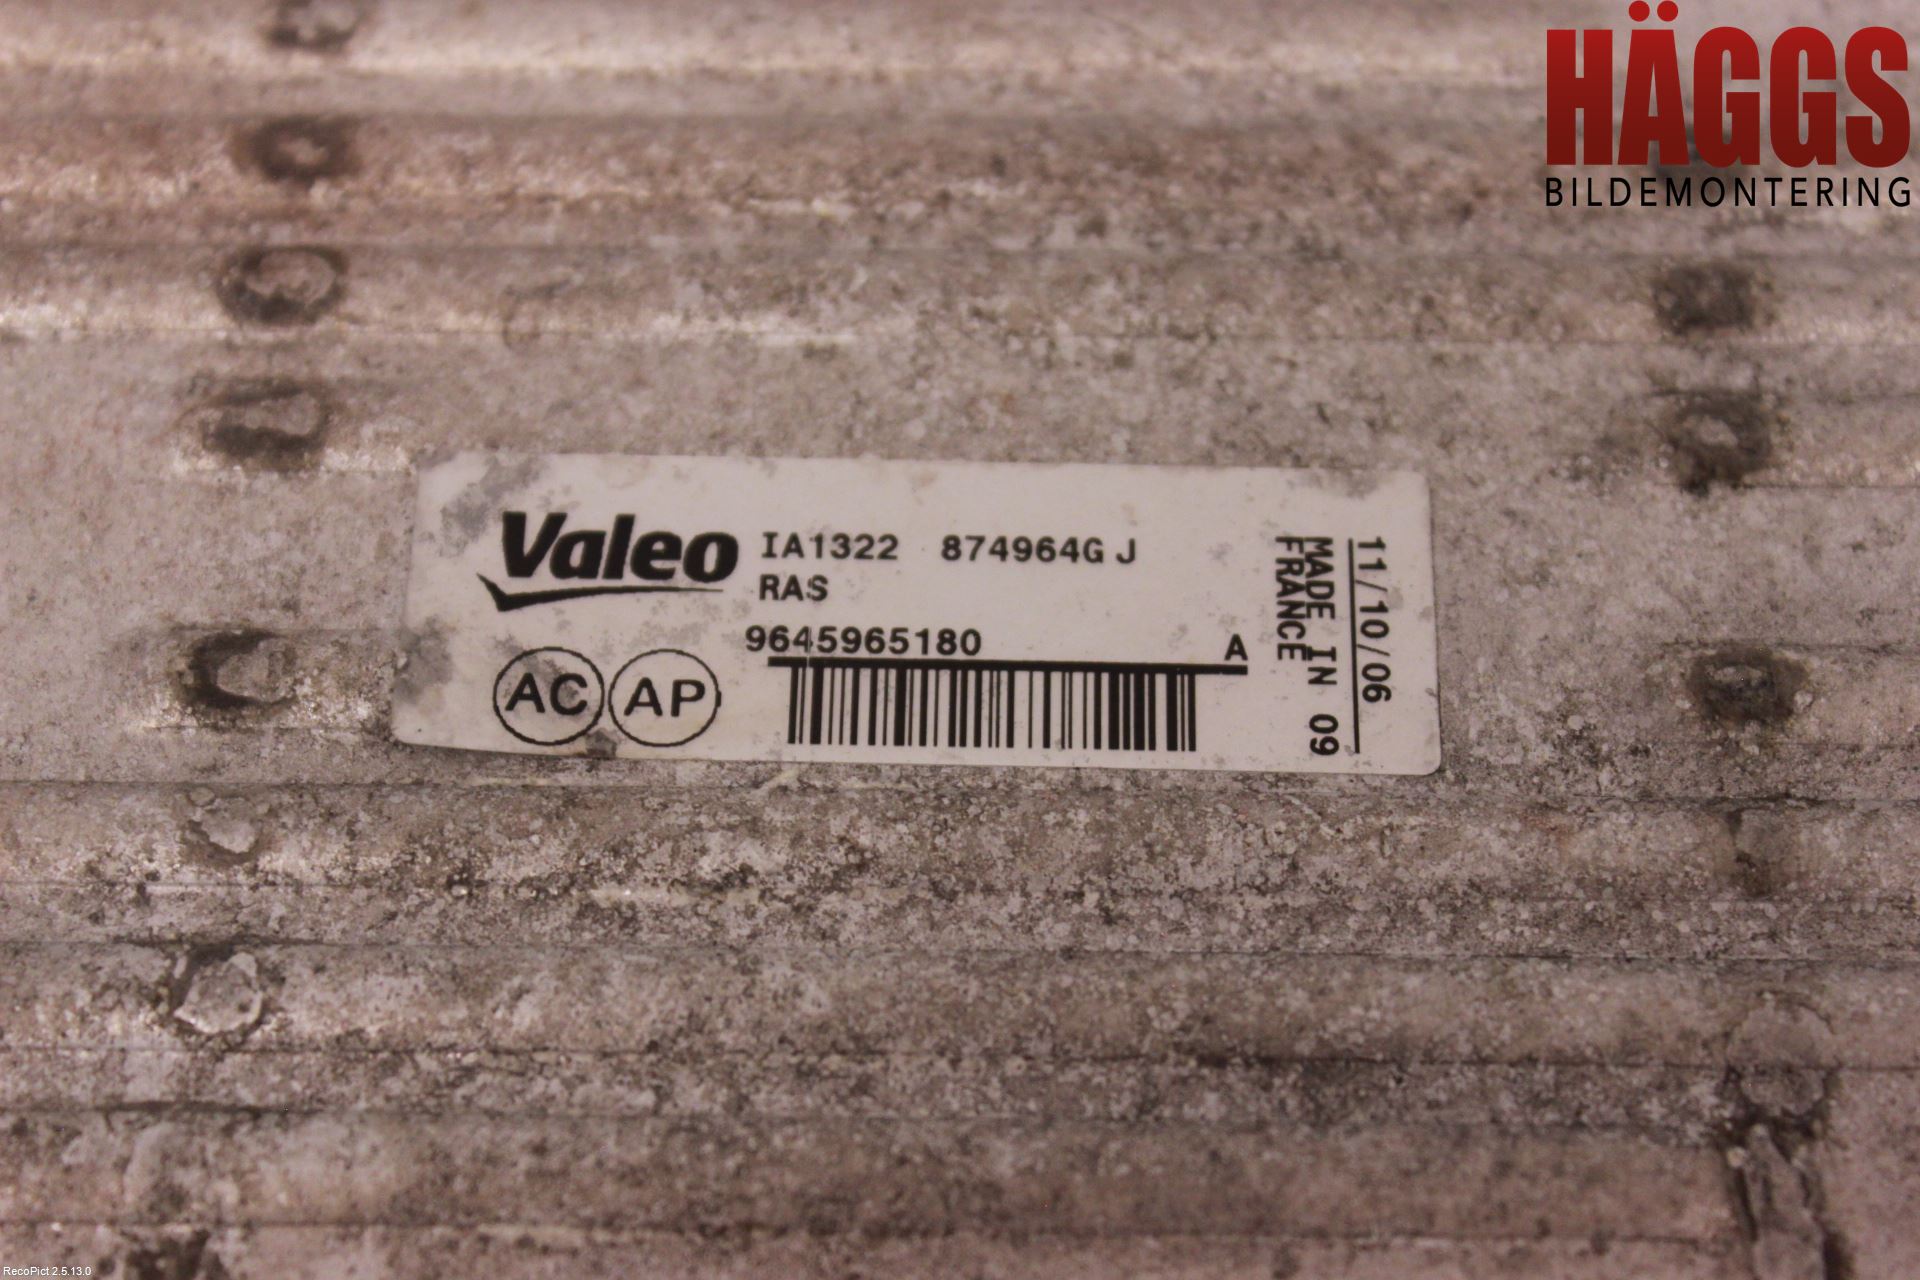 HÄGGS
BILDEMONTERING
Valeo IA1322 874964G J
RAS
9645965180 A
AC AP
11/10/06
MADE IN 09
FRANCE
RecoPict 2.5.13.0